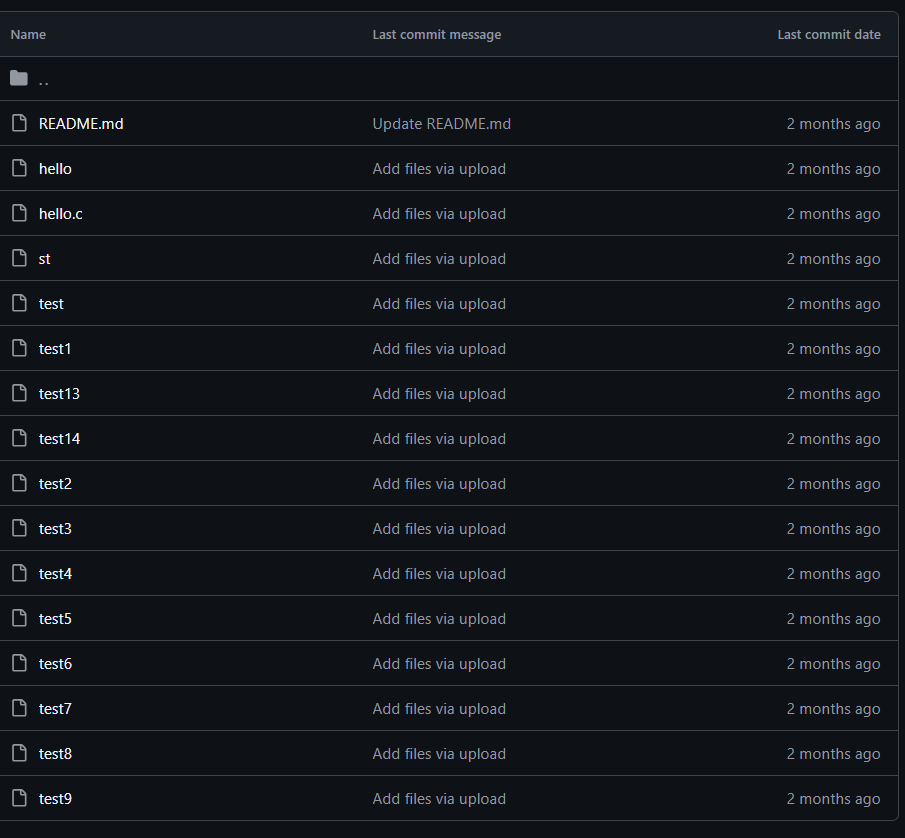 Name Last commit message Last commit date
..
README.md Update README.md 2 months ago
hello Add files via upload 2 months ago
hello.c Add files via upload 2 months ago
st Add files via upload 2 months ago
test Add files via upload 2 months ago
test1 Add files via upload 2 months ago
test13 Add files via upload 2 months ago
test14 Add files via upload 2 months ago
test2 Add files via upload 2 months ago
test3 Add files via upload 2 months ago
test4 Add files via upload 2 months ago
test5 Add files via upload 2 months ago
test6 Add files via upload 2 months ago
test7 Add files via upload 2 months ago
test8 Add files via upload 2 months ago
test9 Add files via upload 2 months ago